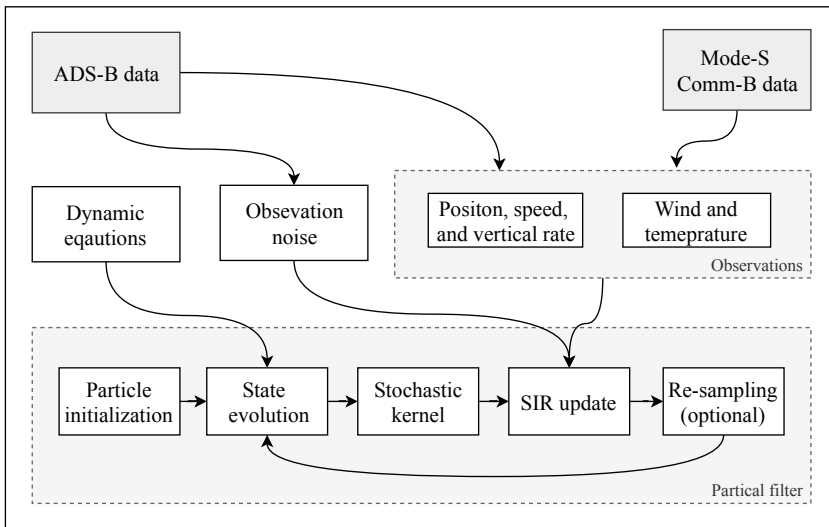 ADS-B data
Mode-S
Comm-B data
Dynamic
eqautions
Obsevation
noise
Positon, speed,
and vertical rate
Wind and
temeprature
Observations
Particle
initialization
State
evolution
Stochastic
kernel
SIR update
Re-sampling
(optional)
Partical filter